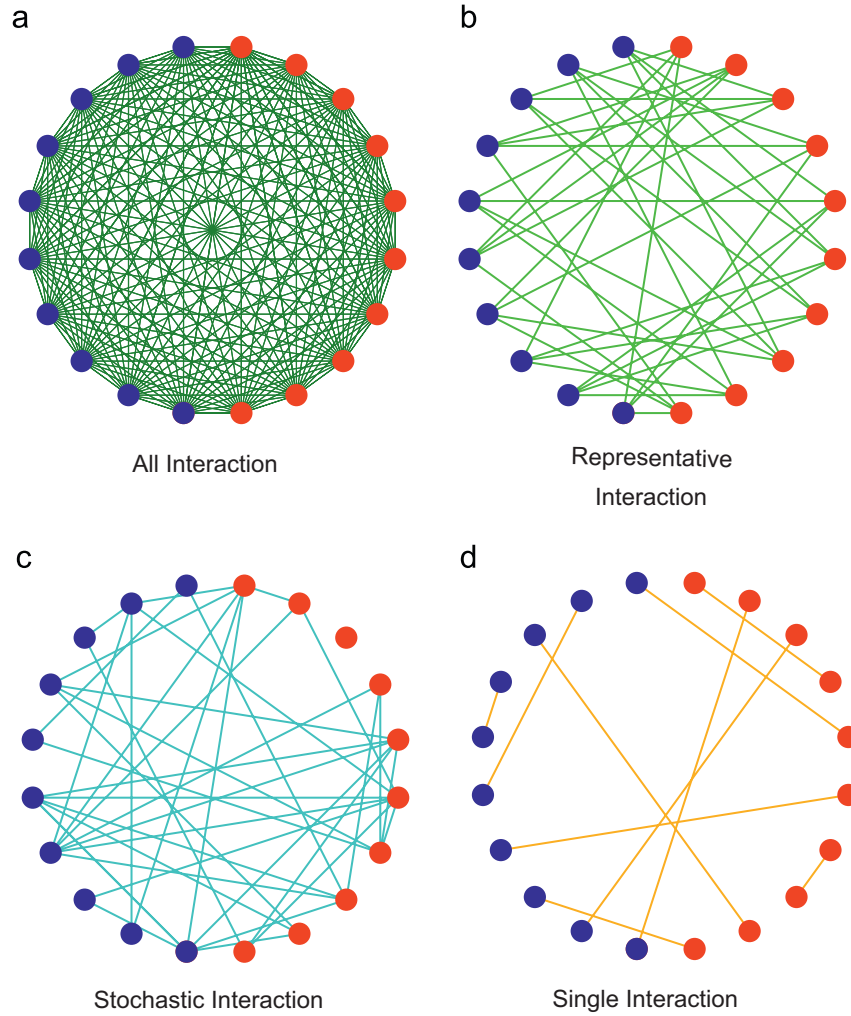 a
b
All Interaction
Representative
Interaction
c
d
Stochastic Interaction
Single Interaction